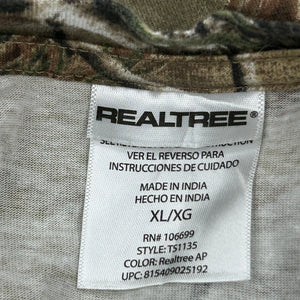 REALTREE®
VER EL REVERSO PARA
INSTRUCCIONES DE CUIDADO
MADE IN INDIA
HECHO EN INDIA
XL/XG
RN# 106699
STYLE: TS1135
COLOR: Realtree AP
UPC: 815409025192